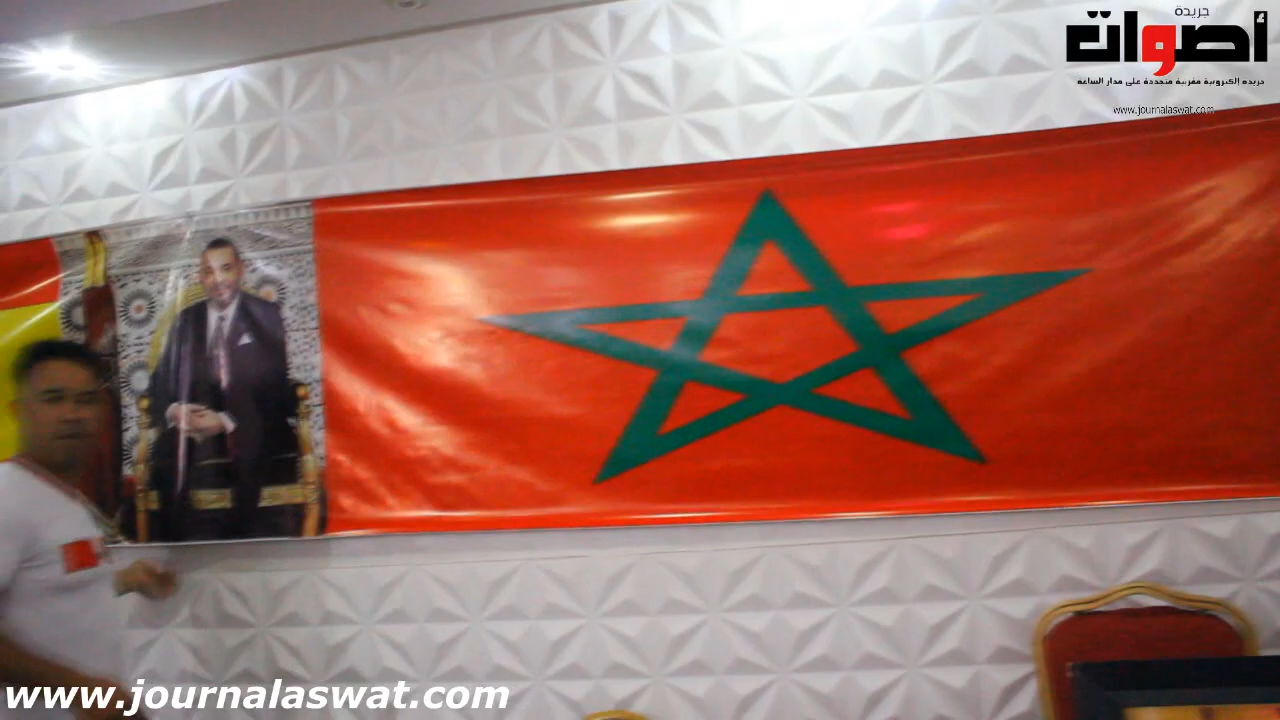 جريدة
أصوات
جريدة إلكترونية مغربية متجددة على مدار الساعة
www.journalaswat.com
www.journalaswat.com